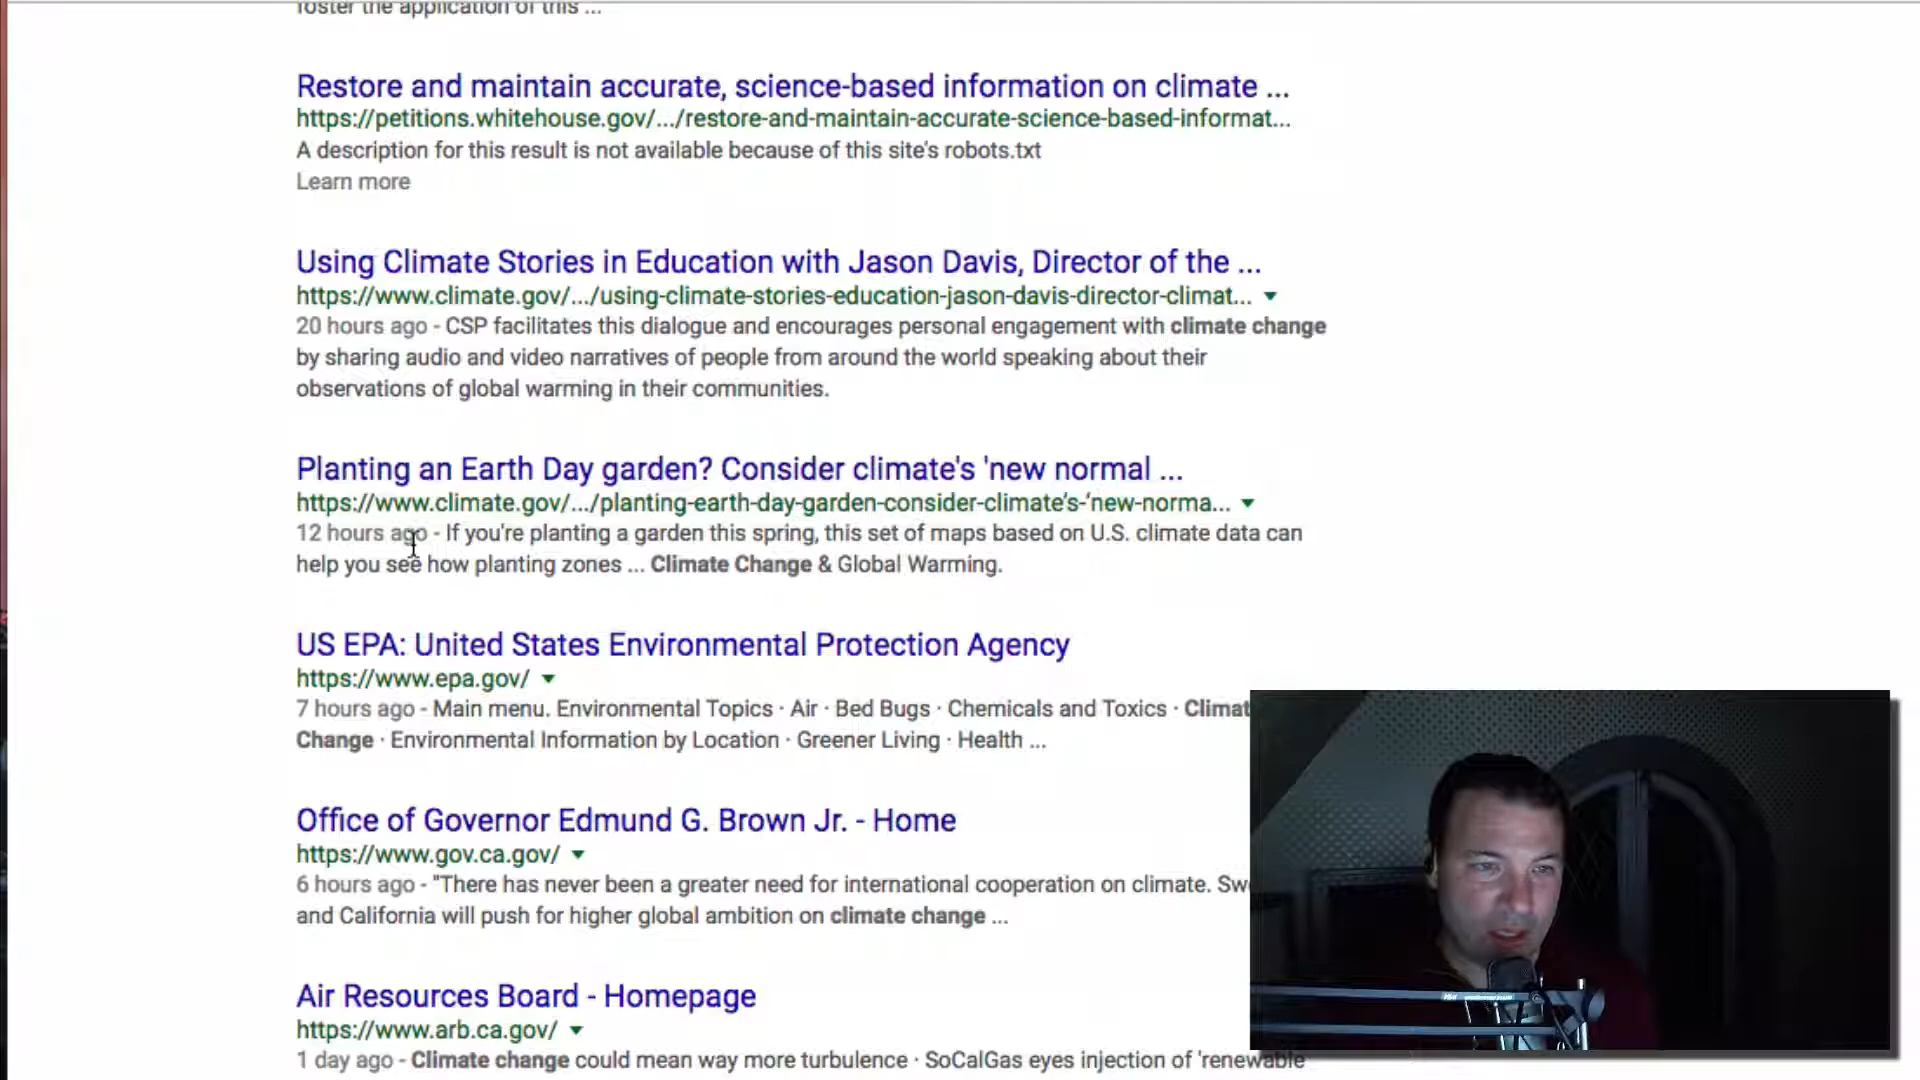 foster the application of this ...
Restore and maintain accurate, science-based information on climate ...
https://petitions.whitehouse.gov/.../restore-and-maintain-accurate-science-based-informat...
A description for this result is not available because of this site's robots.txt
Learn more
Using Climate Stories in Education with Jason Davis, Director of the ...
https://www.climate.gov/.../using-climate-stories-education-jason-davis-director-climat...
20 hours ago - CSP facilitates this dialogue and encourages personal engagement with climate change
by sharing audio and video narratives of people from around the world speaking about their
observations of global warming in their communities.
Planting an Earth Day garden? Consider climate's 'new normal ...
https://www.climate.gov/.../planting-earth-day-garden-consider-climate's-'new-norma...
12 hours ago - If you're planting a garden this spring, this set of maps based on U.S. climate data can
help you see how planting zones ... Climate Change & Global Warming.
US EPA: United States Environmental Protection Agency
https://www.epa.gov/
7 hours ago - Main menu. Environmental Topics · Air · Bed Bugs · Chemicals and Toxics · Climat
Change · Environmental Information by Location · Greener Living · Health ...
Office of Governor Edmund G. Brown Jr. - Home
https://www.gov.ca.gov/
6 hours ago - "There has never been a greater need for international cooperation on climate. Sw
and California will push for higher global ambition on climate change ...
Air Resources Board - Homepage
https://www.arb.ca.gov/
1 day ago - Climate change could mean way more turbulence · SoCalGas eyes injection of 'renewable